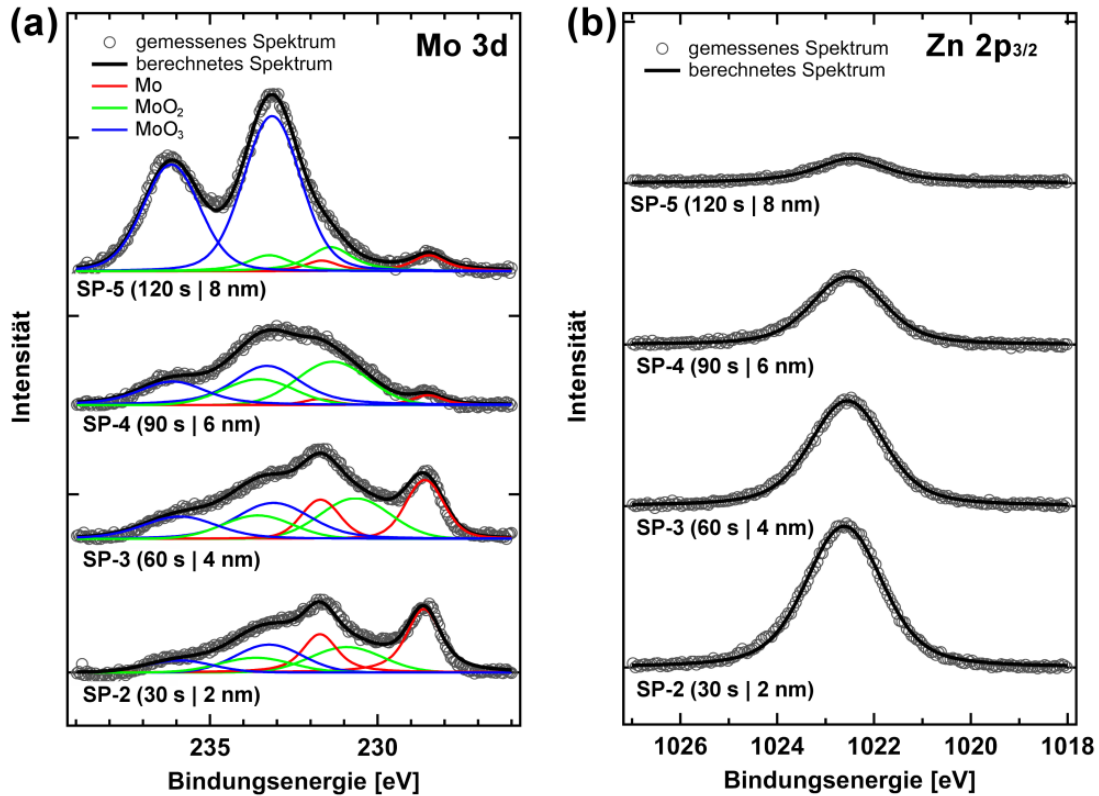 (a)
Mo 3d
gemessenes Spektrum
berechnetes Spektrum
Mo
MoO₂
MoO₃
SP-5 (120 s | 8 nm)
SP-4 (90 s | 6 nm)
SP-3 (60 s | 4 nm)
SP-2 (30 s | 2 nm)
Intensität
235
230
Bindungsenergie [eV]
(b)
Zn 2p₃/₂
gemessenes Spektrum
berechnetes Spektrum
SP-5 (120 s | 8 nm)
SP-4 (90 s | 6 nm)
SP-3 (60 s | 4 nm)
SP-2 (30 s | 2 nm)
Intensität
1026
1024
1022
1020
1018
Bindungsenergie [eV]